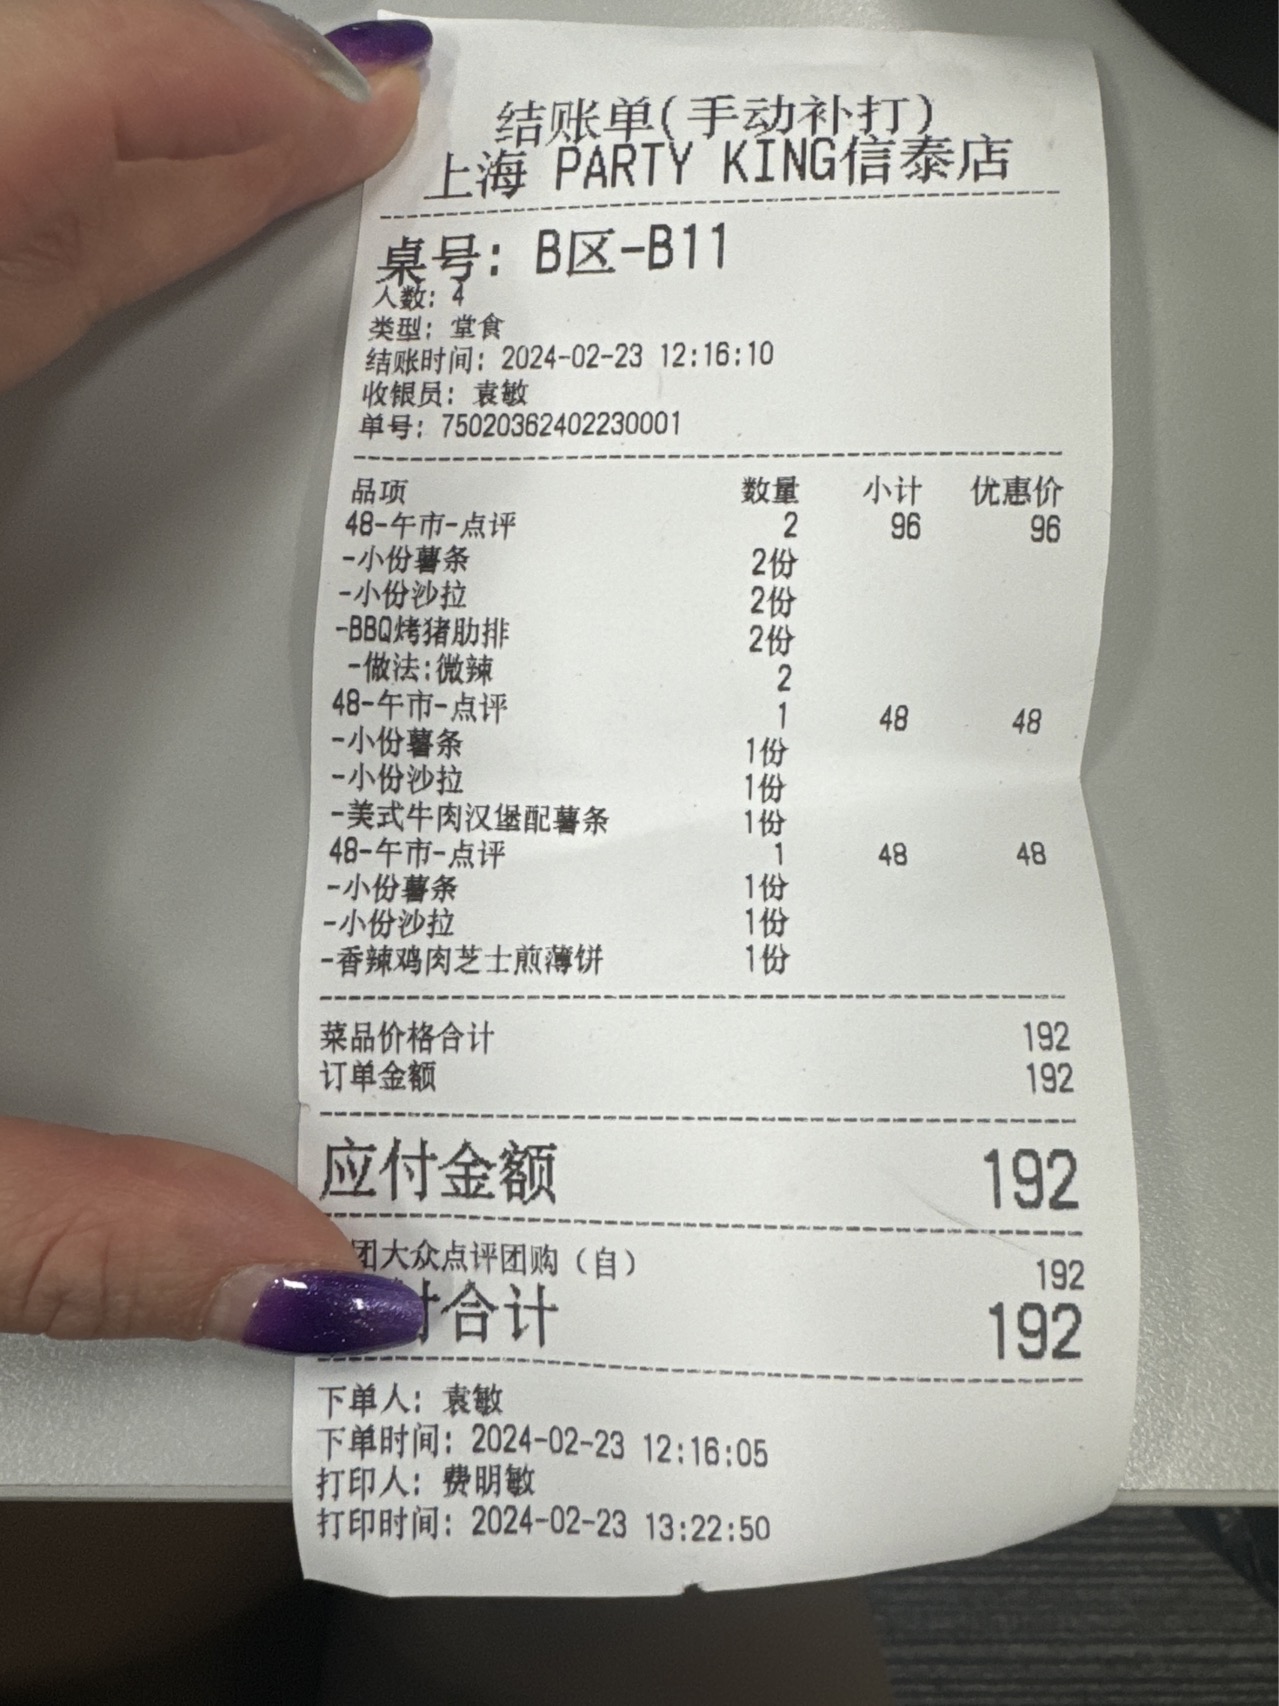 结账单(手动补打)
上海 PARTY KING信泰店
桌号: B区-B11
人数: 4
类型: 堂食
结账时间: 2024-02-23 12:16:10
收银员: 袁敏
单号: 75020362402230001
品项 数量 小计 优惠价
48-午市-点评 2 96 96
-小份薯条 2份
-小份沙拉 2份
-BBQ烤猪肋排 2份
-做法:微辣 2
48-午市-点评 1 48 48
-小份薯条 1份
-小份沙拉 1份
-美式牛肉汉堡配薯条 1份
48-午市-点评 1 48 48
-小份薯条 1份
-小份沙拉 1份
-香辣鸡肉芝士煎薄饼 1份
菜品价格合计 192
订单金额 192
应付金额 192
团大众点评团购(自) 192
合计 192
下单人: 袁敏
下单时间: 2024-02-23 12:16:05
打印人: 费明敏
打印时间: 2024-02-23 13:22:50